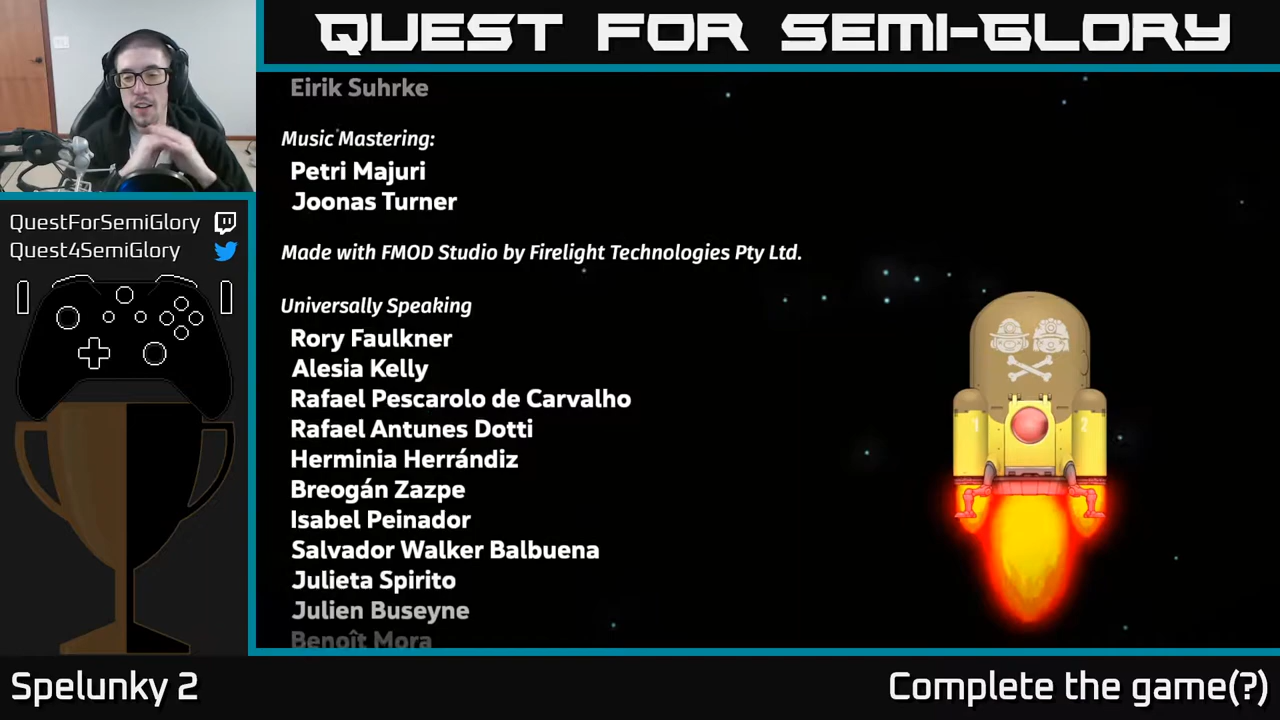 QUEST FOR SEMI-GLORY
QuestForSemiGlory
Quest4SemiGlory
Eirik Suhrke
Music Mastering:
Petri Majuri
Joonas Turner
Made with FMOD Studio by Firelight Technologies Pty Ltd.
Universally Speaking
Rory Faulkner
Alesia Kelly
Rafael Pescarolo de Carvalho
Rafael Antunes Dotti
Herminia Herrándiz
Breogán Zazpe
Isabel Peinador
Salvador Walker Balbuena
Julieta Spirito
Julien Buseyne
Benoît Mora
1 2
Spelunky 2
Complete the game(?)